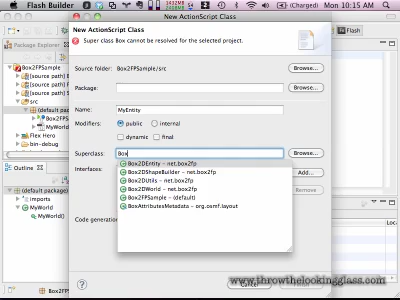 Flash Builder
(Charged)
Mon 10:15 AM
New ActionScript Class
New ActionScript Class
Super class Box cannot be resolved for the selected project.
Source folder:
Box2FPSample/src
Browse...
Package:
Browse...
Name:
MyEntity
Modifiers:
public
internal
dynamic
final
Superclass:
Box
Browse...
Interfaces:
Add...
Remove
Code generation
Box2DEntity - net.box2fp
Box2DShapeBuilder - net.box2fp
Box2DUtils - net.box2fp
Box2DWorld - net.box2fp
Box2FPSample - (default)
BoxAttributesMetadata - org.osmf.layout
Cancel
Package Explorer
Box2FPSample
[source path]
[source path]
[source path]
src
(default pac
Box2FPS
MyWorld
Flex Hero
bin-debug
Outline
(default package)
imports
MyWorld
MyWorld()
Flash
www.throwthelookingglass.com